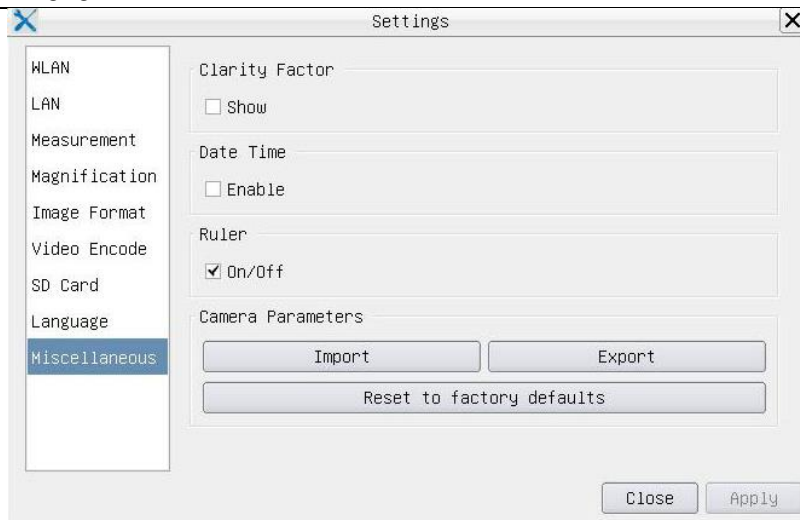 Settings
WLAN
LAN
Measurement
Magnification
Image Format
Video Encode
SD Card
Language
Miscellaneous
Clarity Factor
Show
Date Time
Enable
Ruler
On/Off
Camera Parameters
Import Export
Reset to factory defaults
Close Apply